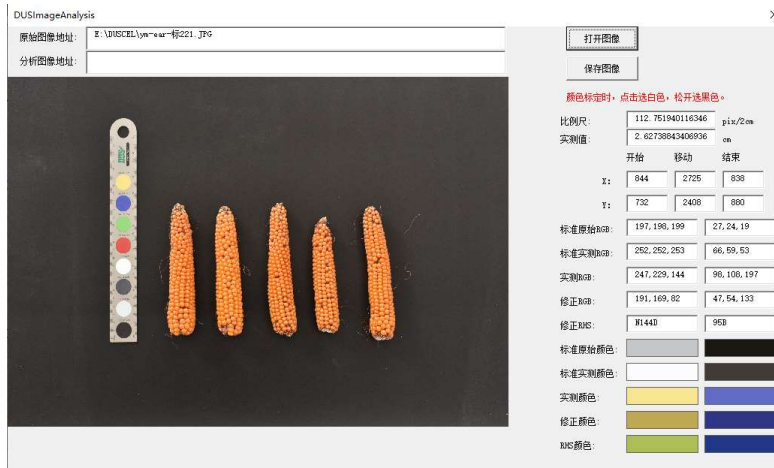 DUSImageAnalysis
原始图像地址: E:\DUSCEL\ym-ear-标221.JPG 打开图像
分析图像地址: 保存图像
颜色标定时，点击选白色，松开选黑色。
比例尺: 112.751940116346 pix/2cm
实测值: 2.62738843406936 cm
开始 移动 结束
X: 844 2725 838
Y: 732 2408 880
标准原始RGB: 197,198,199 27,24,19
标准实测RGB: 252,252,253 66,59,53
实测RGB: 247,229,144 98,108,197
修正RGB: 191,169,82 47,54,133
修正RHS: N144D 95B
标准原始颜色:
标准实测颜色:
实测颜色:
修正颜色:
RHS颜色: